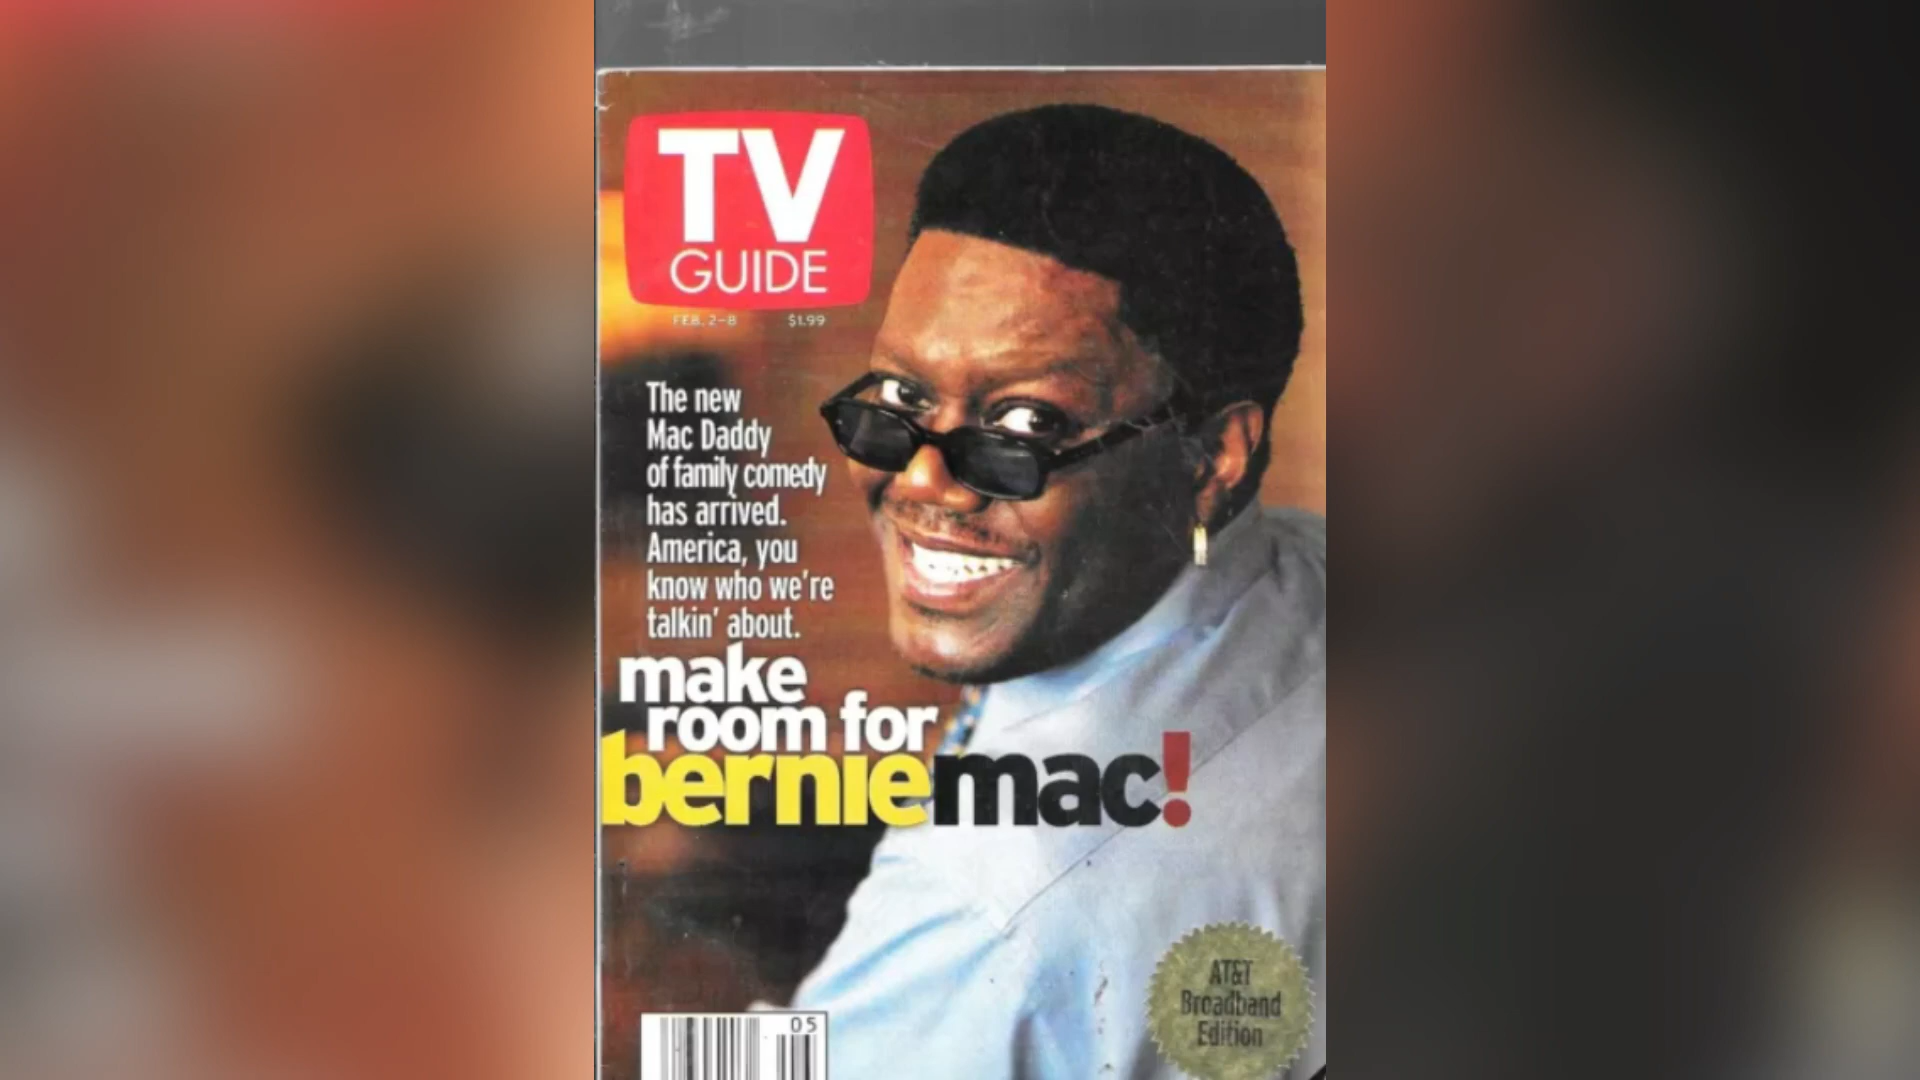 TV
GUIDE
FEB. 2-8 $1.99
The new
Mac Daddy
of family comedy
has arrived.
America, you
know who we're
talkin' about.
make
room for
berniemac!
AT&T
Broadband
Edition
05